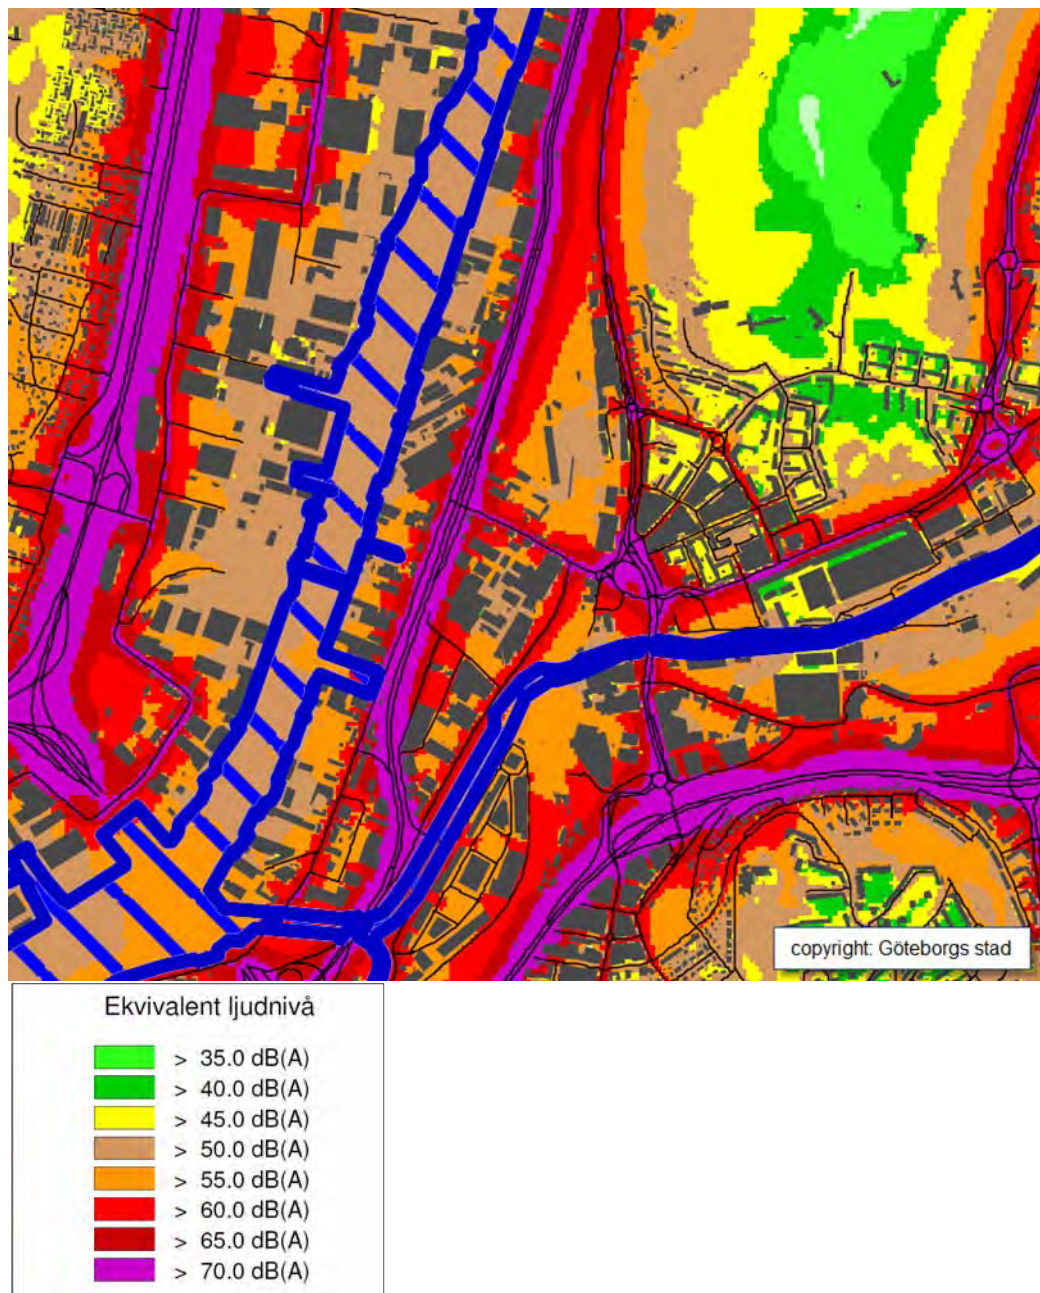 copyright: Göteborgs stad
Ekvivalent ljudnivå
> 35.0 dB(A)
> 40.0 dB(A)
> 45.0 dB(A)
> 50.0 dB(A)
> 55.0 dB(A)
> 60.0 dB(A)
> 65.0 dB(A)
> 70.0 dB(A)